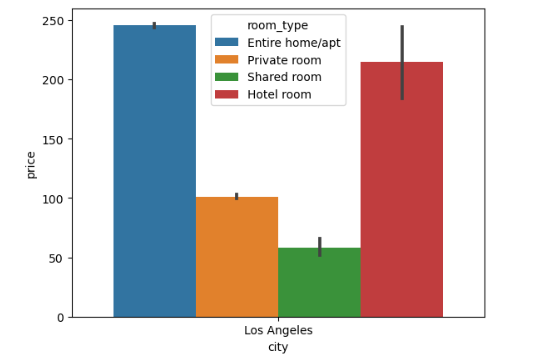 250
200
150
100
50
0
price
room_type
Entire home/apt
Private room
Shared room
Hotel room
Los Angeles
city